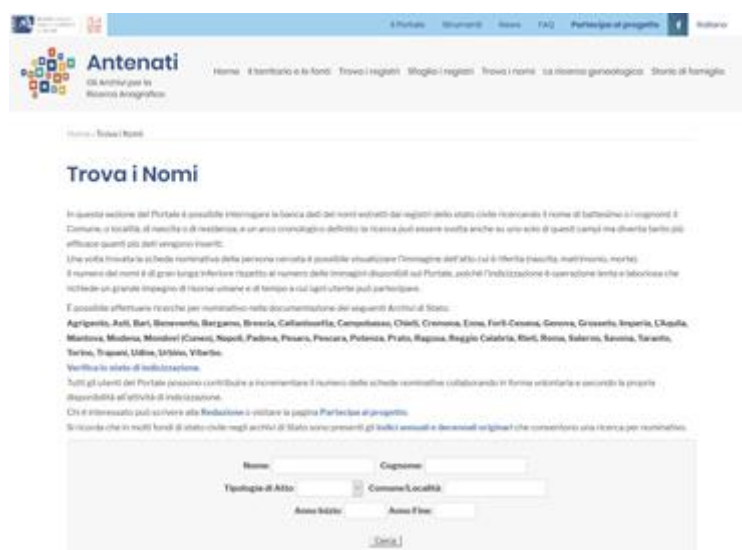 Il Portale Strumenti News FAQ Partecipa al progetto f Italiano
Antenati
Gli Archivi per la
Ricerca Anagrafica
Home Il territorio e le fonti Trova i registri Sfoglia i registri Trova i nomi La ricerca genealogica Storie di famiglia
Home › Trova i Nomi
Trova i Nomi
In questa sezione del Portale è possibile interrogare la banca dati dei nomi estratti dai registri dello stato civile ricercando il nome di battesimo o i cognomi; il
Comune, o località, di nascita o di residenza, e un arco cronologico definito: la ricerca può essere svolta anche su uno solo di questi campi ma diventa tanto più
efficace quanti più dati vengono inseriti.
Una volta trovata la scheda nominativa della persona cercata è possibile visualizzare l'immagine dell'atto cui è riferita (nascita, matrimonio, morte).
Il numero dei nomi è di gran lunga inferiore rispetto al numero delle immagini disponibili sul Portale, poiché l'indicizzazione è operazione lenta e laboriosa che
richiede un grande impegno di risorse umane e di tempo a cui ogni utente può partecipare.
È possibile effettuare ricerche per nominativo nella documentazione dei seguenti Archivi di Stato:
Agrigento, Asti, Bari, Benevento, Bergamo, Brescia, Caltanissetta, Campobasso, Chieti, Cremona, Enna, Forlì-Cesena, Genova, Grosseto, Imperia, L'Aquila,
Mantova, Modena, Mondovì (Cuneo), Napoli, Padova, Pesaro, Pescara, Potenza, Prato, Ragusa, Reggio Calabria, Rieti, Roma, Salerno, Savona, Taranto,
Torino, Trapani, Udine, Urbino, Viterbo.
Verifica lo stato di indicizzazione.
Tutti gli utenti del Portale possono contribuire a incrementare il numero delle schede nominative collaborando in forma volontaria e secondo la propria
disponibilità all'attività di indicizzazione.
Chi è interessato può scrivere alla Redazione o visitare la pagina Partecipa al progetto.
Si ricorda che in molti fondi di stato civile negli archivi di Stato sono presenti gli indici annuali e decennali originari che consentono una ricerca per nominativo.
Nome: Cognome:
Tipologia di Atto: Comune/Località:
Anno Inizio: Anno Fine:
Cerca